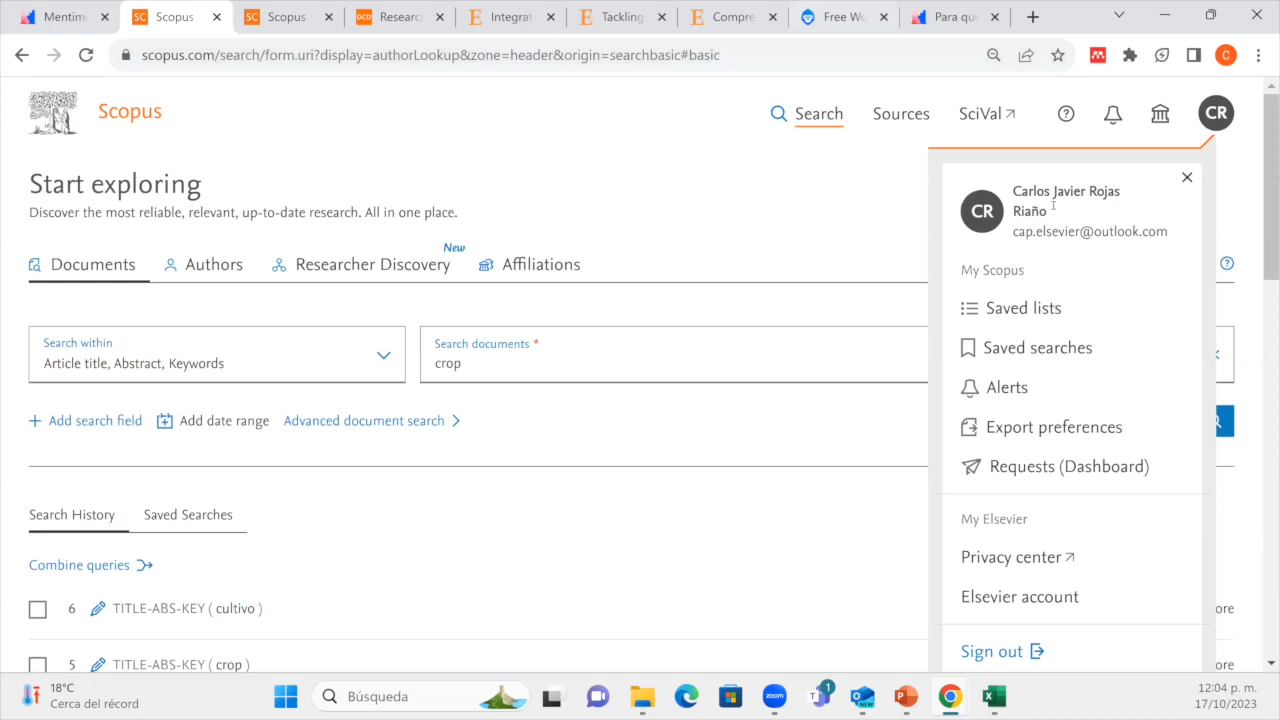 Mentime
Scopus
Scopus
Researc
Integrat
Tackling
Compre
Free Wo
Para qu
scopus.com/search/form.uri?display=authorLookup&zone=header&origin=searchbasic#basic
C
Scopus
Search
Sources
SciVal
CR
Start exploring
Discover the most reliable, relevant, up-to-date research. All in one place.
New
Documents
Authors
Researcher Discovery
Affiliations
Search within
Article title, Abstract, Keywords
Search documents *
crop
+ Add search field
Add date range
Advanced document search
Search History
Saved Searches
Combine queries
6 TITLE-ABS-KEY ( cultivo )
ore
5 TITLE-ABS-KEY ( crop )
ore
CR
Carlos Javier Rojas
Riaño
cap.elsevier@outlook.com
My Scopus
Saved lists
Saved searches
Alerts
Export preferences
Requests (Dashboard)
My Elsevier
Privacy center
Elsevier account
Sign out
18°C
Cerca del récord
Búsqueda
zoom
1
NEW
12:04 p. m.
17/10/2023